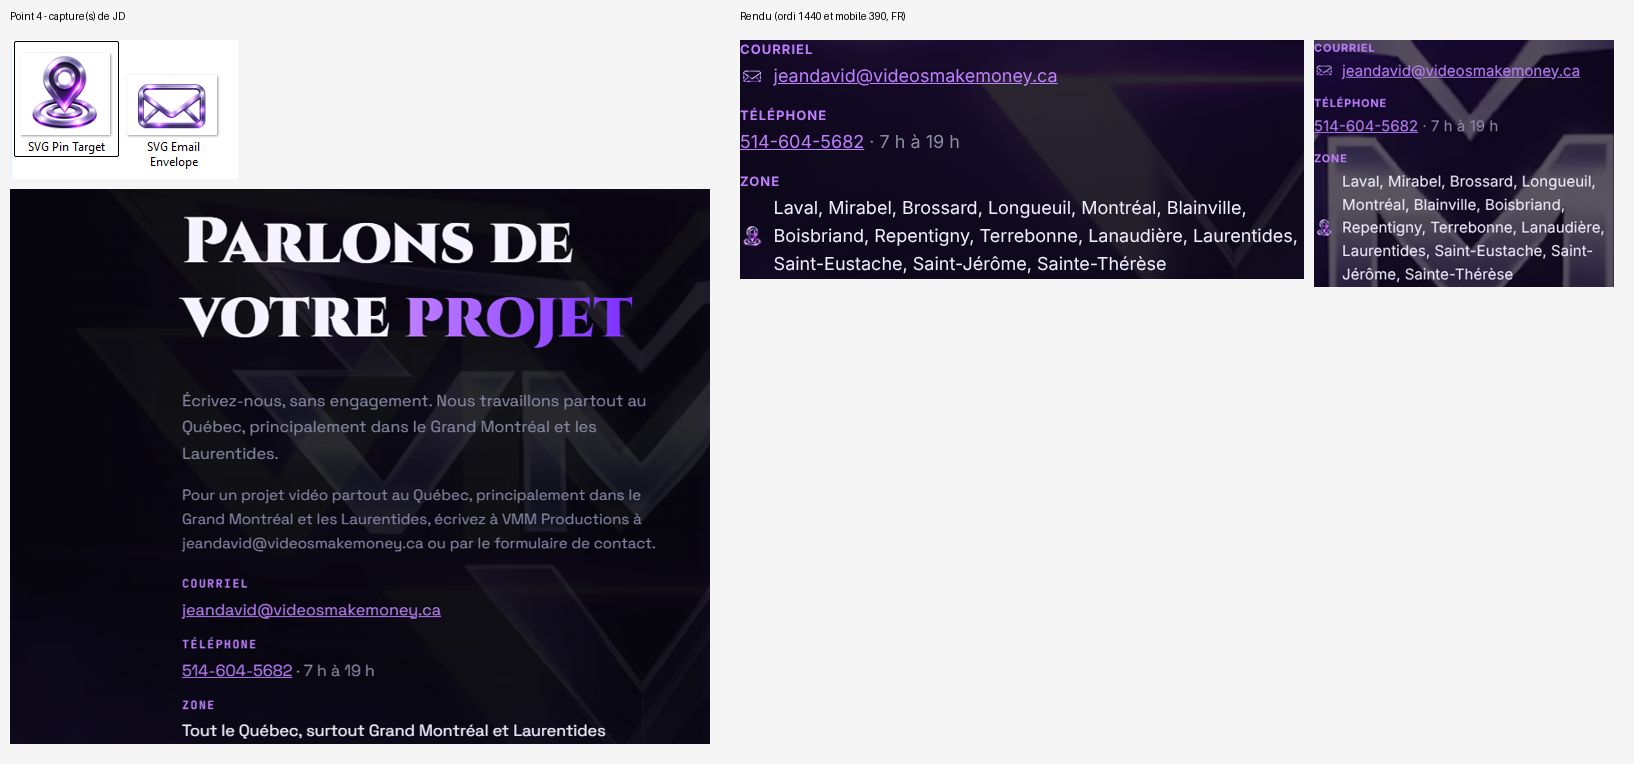 Point 4 - capture(s) de JD
SVG Pin Target
SVG Email
Envelope
PARLONS DE
VOTRE PROJET
Écrivez-nous, sans engagement. Nous travaillons partout au
Québec, principalement dans le Grand Montréal et les
Laurentides.
Pour un projet vidéo partout au Québec, principalement dans le
Grand Montréal et les Laurentides, écrivez à VMM Productions à
jeandavid@videosmakemoney.ca ou par le formulaire de contact.
COURRIEL
jeandavid@videosmakemoney.ca
TÉLÉPHONE
514-604-5682 · 7 h à 19 h
ZONE
Tout le Québec, surtout Grand Montréal et Laurentides
Rendu (ordi 1440 et mobile 390, FR)
COURRIEL
jeandavid@videosmakemoney.ca
TÉLÉPHONE
514-604-5682 · 7 h à 19 h
ZONE
Laval, Mirabel, Brossard, Longueuil, Montréal, Blainville,
Boisbriand, Repentigny, Terrebonne, Lanaudière, Laurentides,
Saint-Eustache, Saint-Jérôme, Sainte-Thérèse
COURRIEL
jeandavid@videosmakemoney.ca
TÉLÉPHONE
514-604-5682 · 7 h à 19 h
ZONE
Laval, Mirabel, Brossard, Longueuil,
Montréal, Blainville, Boisbriand,
Repentigny, Terrebonne, Lanaudière,
Laurentides, Saint-Eustache, Saint-
Jérôme, Sainte-Thérèse